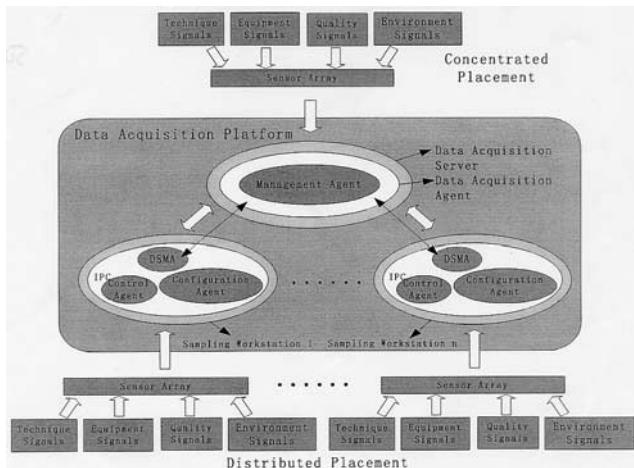 Technique Signals
Equipment Signals
Quality Signals
Environment Signals
Sensor Array
Concentrated Placement
Data Acquisition Platform
Data Acquisition Server
Data Acquisition Agent
Management Agent
DSMA
IPC
Control Agent
Configuration Agent
DSMA
IPC
Control Agent
Configuration Agent
Sampling Workstation 1
Sampling Workstation n
Sensor Array
Sensor Array
Technique Signals
Equipment Signals
Quality Signals
Environment Signals
Technique Signals
Equipment Signals
Quality Signals
Environment Signals
Distributed Placement